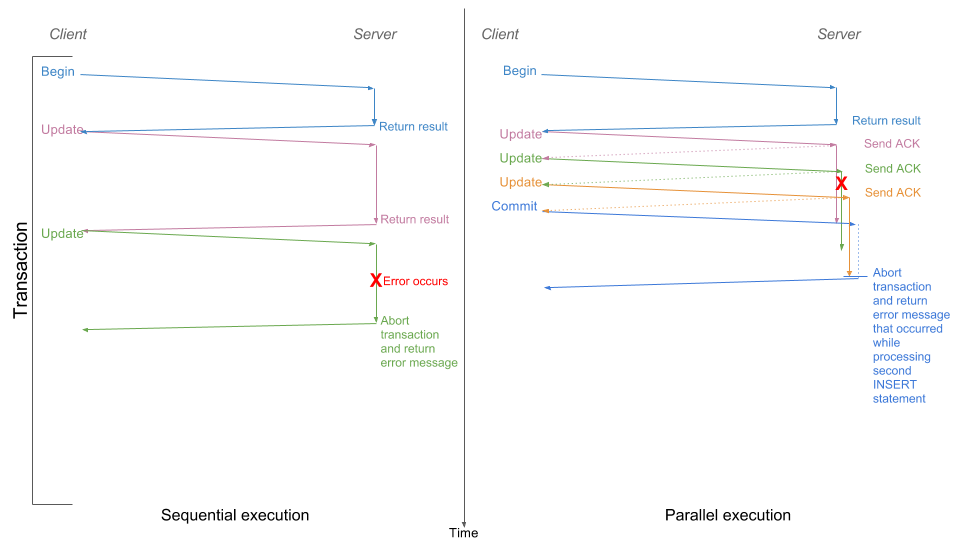 Client
Server
Transaction
Begin
Return result
Update
Return result
Update
X Error occurs
Abort
transaction
and return
error message
Sequential execution
Time
Client
Server
Begin
Return result
Update
Send ACK
Update
Send ACK
X
Update
Send ACK
Commit
Abort
transaction
and return
error message
that occurred
while
processing
second
INSERT
statement
Parallel execution